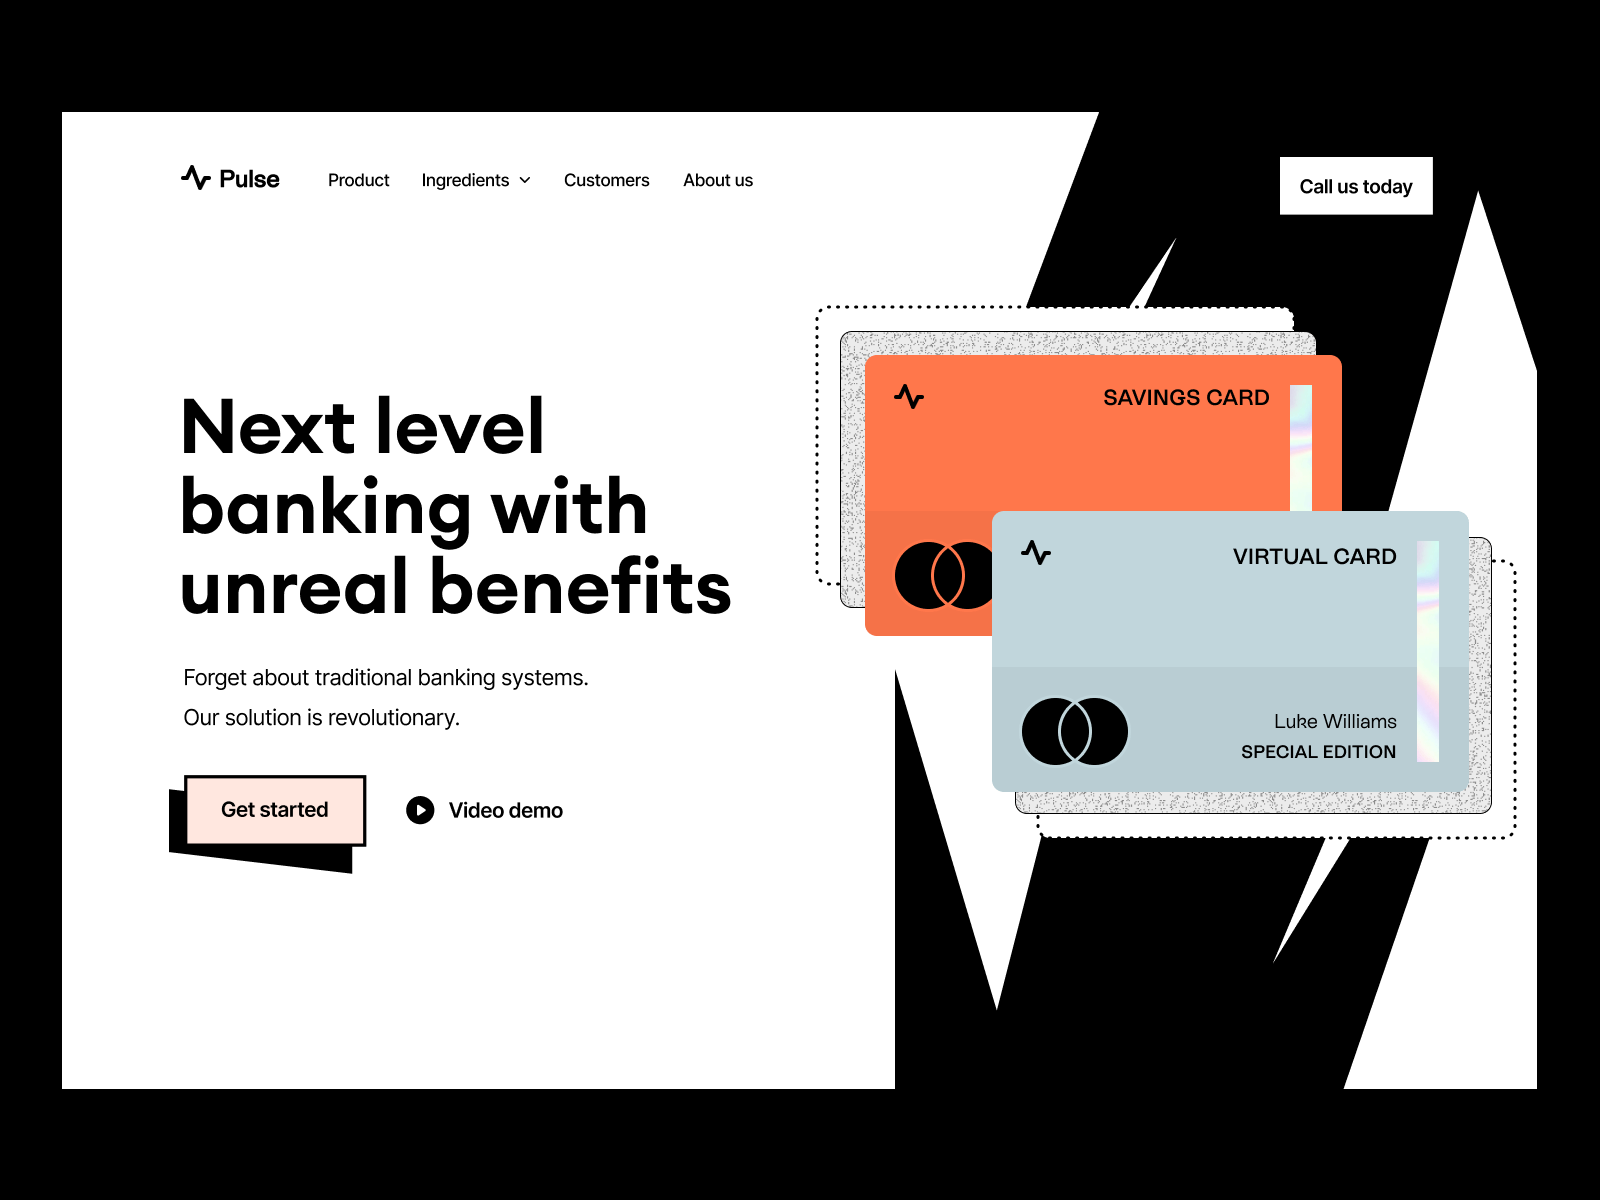 Pulse
Product
Ingredients
Customers
About us
Call us today
Next level
banking with
unreal benefits
Forget about traditional banking systems.
Our solution is revolutionary.
Get started
Video demo
SAVINGS CARD
VIRTUAL CARD
Luke Williams
SPECIAL EDITION